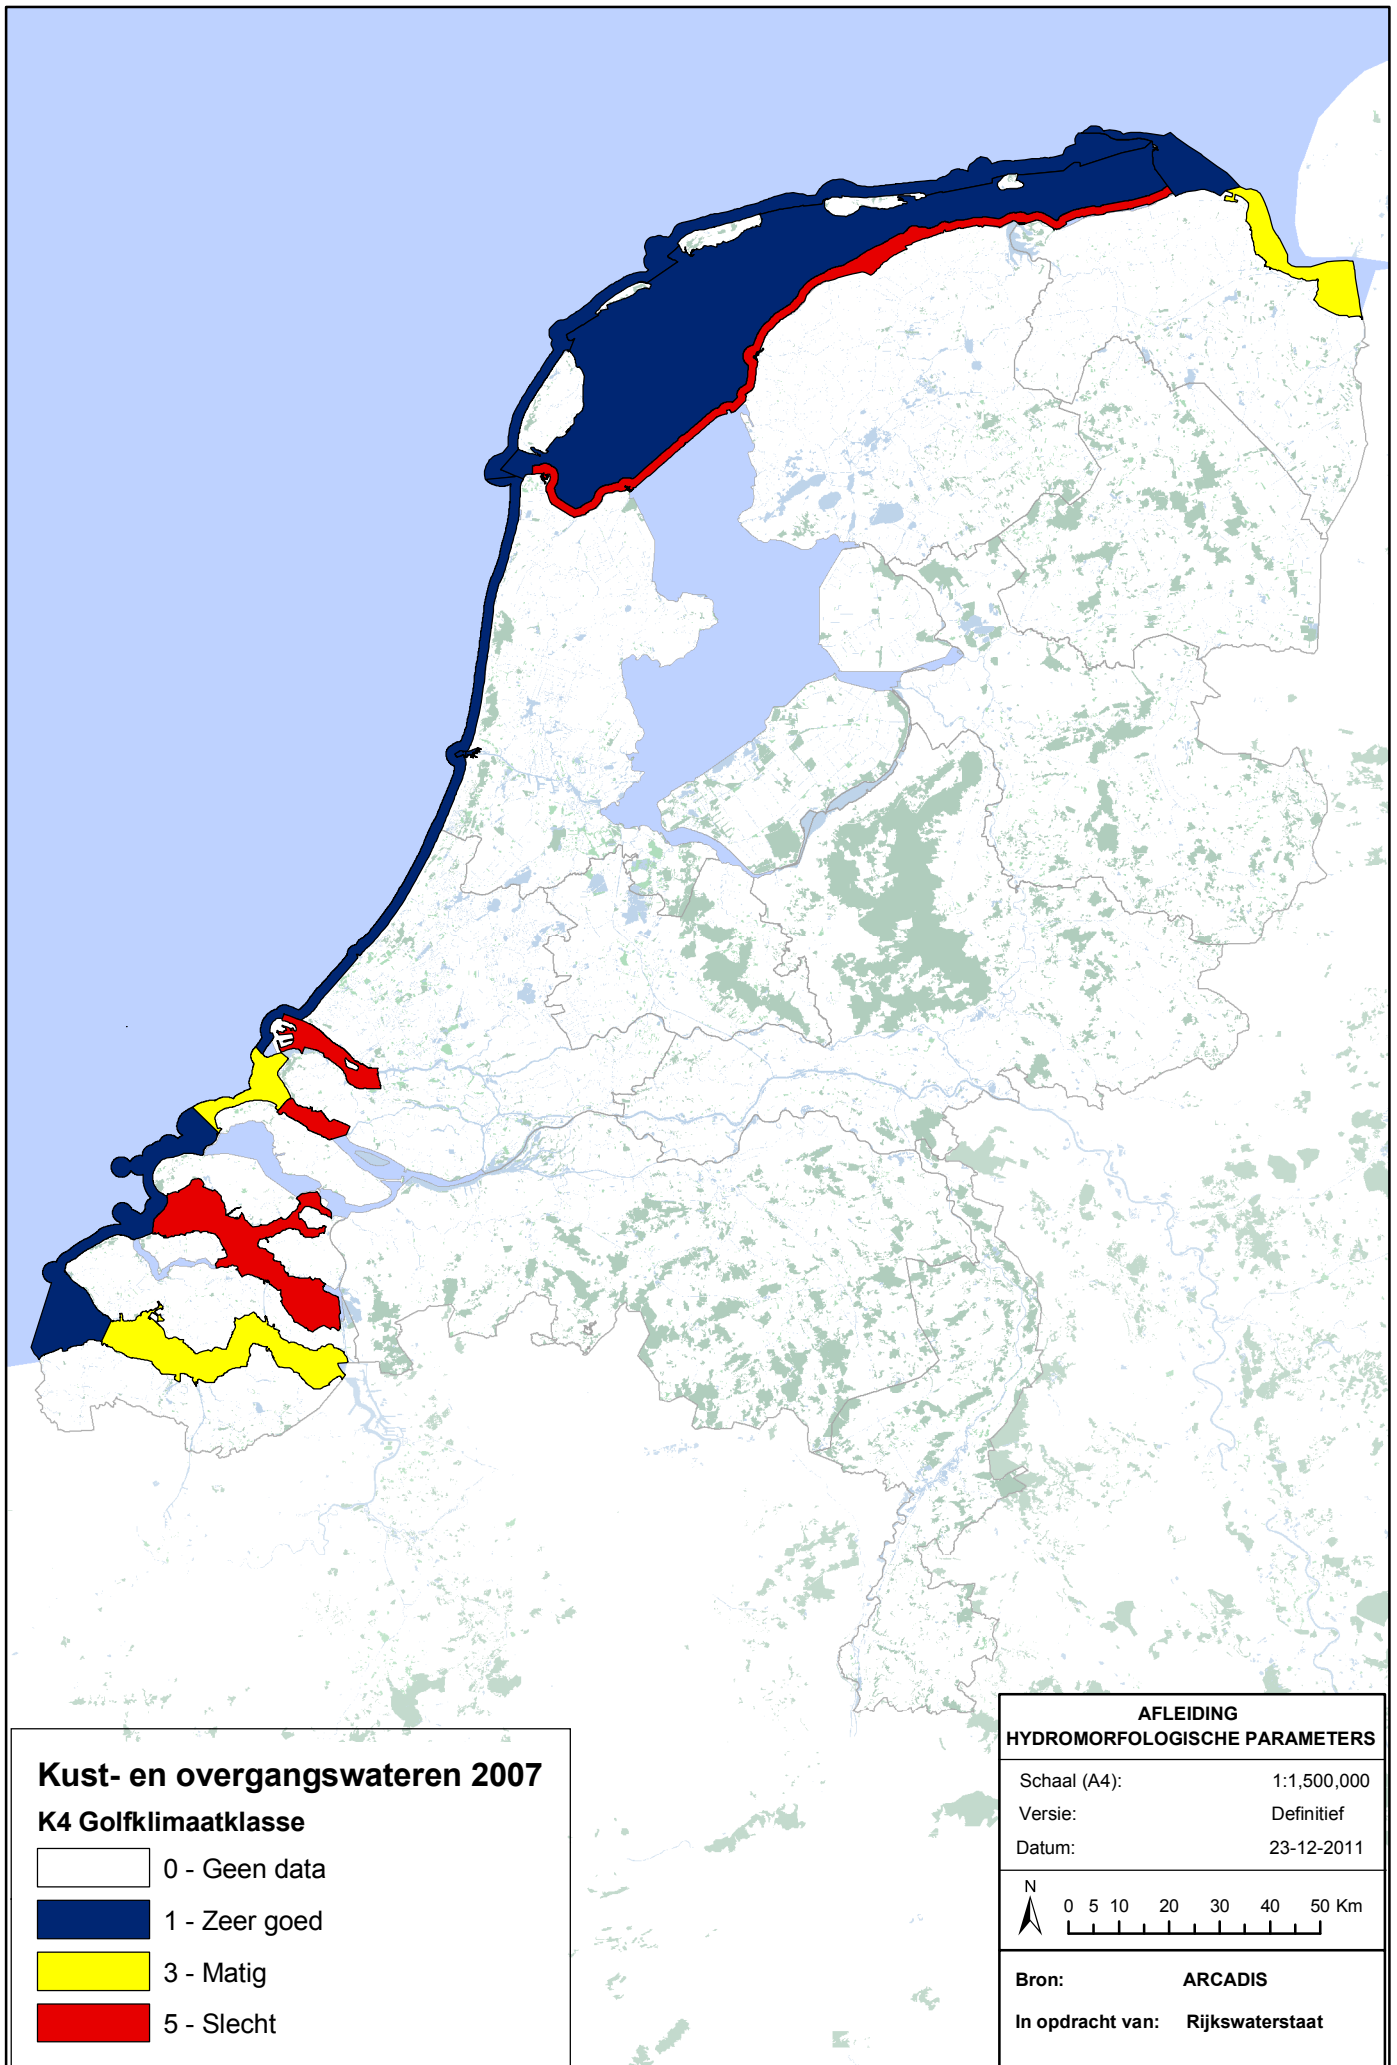 Kust- en overgangswateren 2007
K4 Golfklimaatklasse
0 - Geen data
1 - Zeer goed
3 - Matig
5 - Slecht
AFLEIDING
HYDROMORFOLOGISCHE PARAMETERS
Schaal (A4): 1:1,500,000
Versie: Definitief
Datum: 23-12-2011
N
0 5 10 20 30 40 50 Km
Bron: ARCADIS
In opdracht van: Rijkswaterstaat